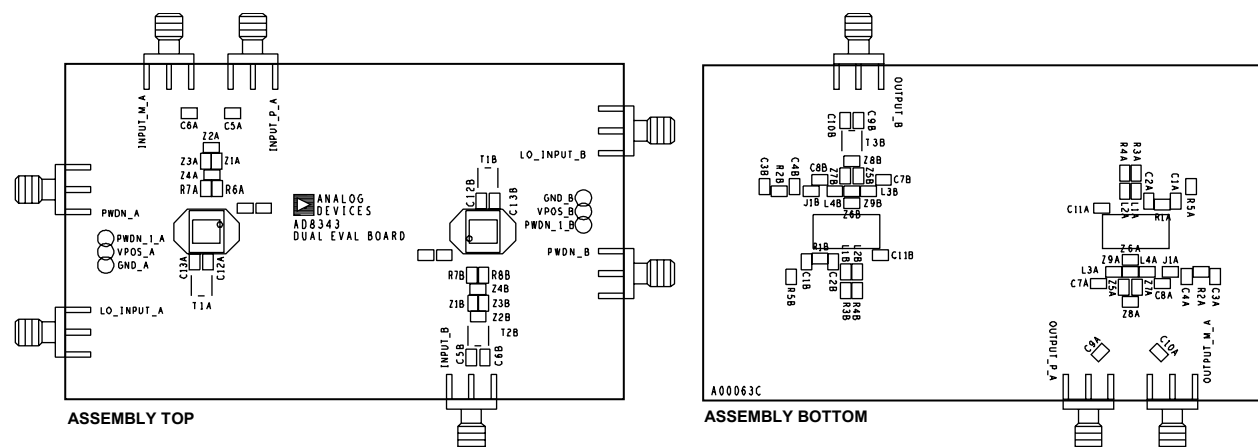 INPUT_M_A
INPUT_P_A
C6A
C5A
Z2A
Z3A
Z1A
Z4A
R7A
R6A
ANALOG
DEVICES
AD8343
DUAL EVAL BOARD
T1B
C12B
C13B
LO_INPUT_B
GND_B
VPOS_B
PWDN_1_B
PWDN_B
PWDN_A
PWDN_1_A
VPOS_A
GND_A
LO_INPUT_A
C13A
C12A
T1A
R7B
R8B
Z4B
Z1B
Z3B
Z2B
T2B
INPUT_B
C5B
C6B
ASSEMBLY TOP
OUTPUT_B
C10B
C9B
T3B
Z8B
C3B
R2B
C4B
C8B
Z7B
Z5B
C7B
J1B
L4B
L3B
Z9B
Z6B
R1B
L1B
L2B
C11B
C1B
C2B
R5B
R3B
R4B
R4A
R3A
C2A
C1A
R5A
C11A
L2A
L1A
R1A
Z6A
Z9A
L3A
L4A
J1A
C7A
Z5A
Z7A
C8A
C4A
R2A
C3A
Z8A
OUTPUT_P_A
C9A
C10A
OUTPUT_M_A
A00063C
ASSEMBLY BOTTOM